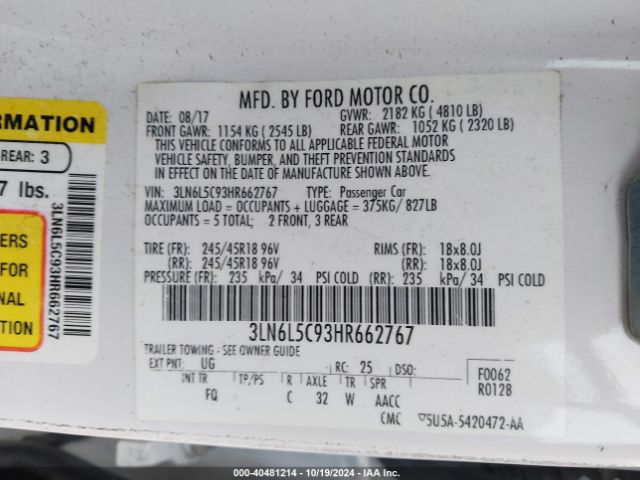 MFD. BY FORD MOTOR CO.
DATE: 08/17 GVWR: 2182 KG ( 4810 LB)
FRONT GAWR: 1154 KG ( 2545 LB) REAR GAWR: 1052 KG ( 2320 LB)
THIS VEHICLE CONFORMS TO ALL APPLICABLE FEDERAL MOTOR
VEHICLE SAFETY, BUMPER, AND THEFT PREVENTION STANDARDS
IN EFFECT ON THE DATE OF MANUFACTURE SHOWN ABOVE.
VIN: 3LN6L5C93HR662767 TYPE: Passenger Car
MAXIMUM LOAD = OCCUPANTS + LUGGAGE = 375KG/ 827LB
OCCUPANTS = 5 TOTAL; 2 FRONT, 3 REAR
TIRE (FR): 245/45R18 96V RIMS (FR): 18x8.0J
(RR): 245/45R18 96V (RR): 18x8.0J
PRESSURE (FR): 235 kPa/ 34 PSI COLD (RR): 235 kPa/ 34 PSI COLD
3LN6L5C93HR662767
TRAILER TOWING - SEE OWNER GUIDE
EXT PNT: UG RC: 25 DSO: F0062
INT TR TP/PS R AXLE TR SPR R0128
FQ C 32 W AACC
CMC 5U5A-5420472-AA
RMATION
REAR: 3
7 lbs.
ERS
FOR
NAL
ION
3LN6L5C93HR662767
000-40481214 - 10/19/2024 - IAA Inc.